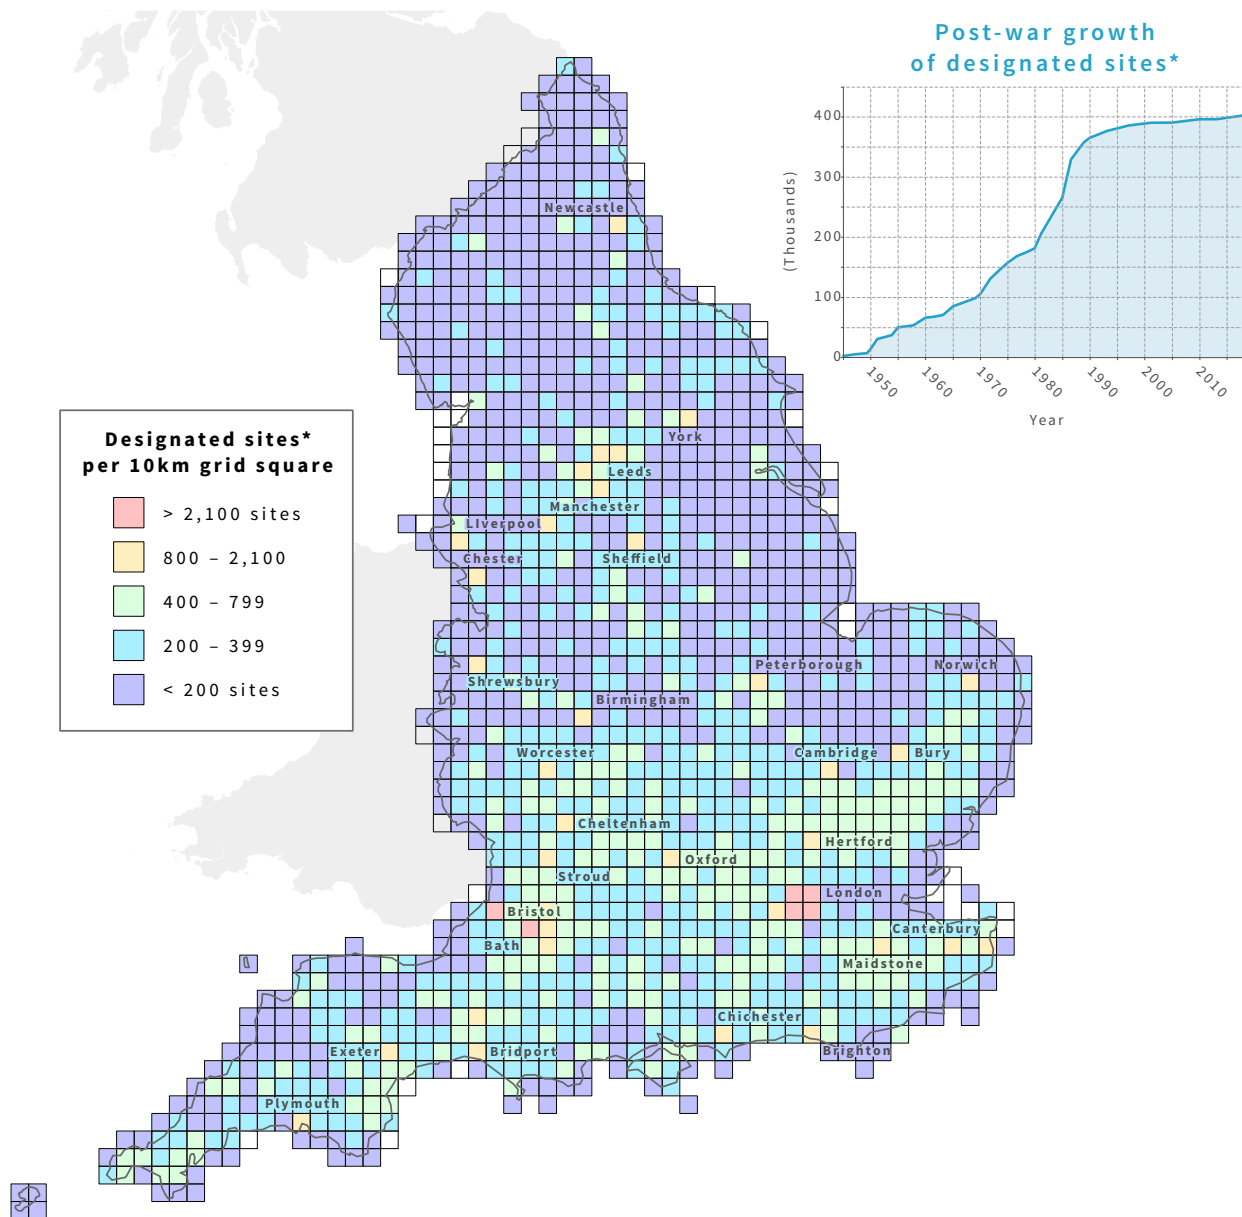 Post-war growth
of designated sites*
400
300
200
100
0
(Thousands)
1950
1960
1970
1980
1990
2000
2010
Year
Designated sites*
per 10km grid square
> 2,100 sites
800 – 2,100
400 – 799
200 – 399
< 200 sites
Newcastle
York
Leeds
Manchester
LIverpool
Chester
Sheffield
Peterborough
Norwich
Shrewsbury
Birmingham
Worcester
Cambridge
Bury
Cheltenham
Hertford
Oxford
Stroud
London
Bristol
Canterbury
Bath
Maidstone
Chichester
Exeter
Bridport
Brighton
Plymouth